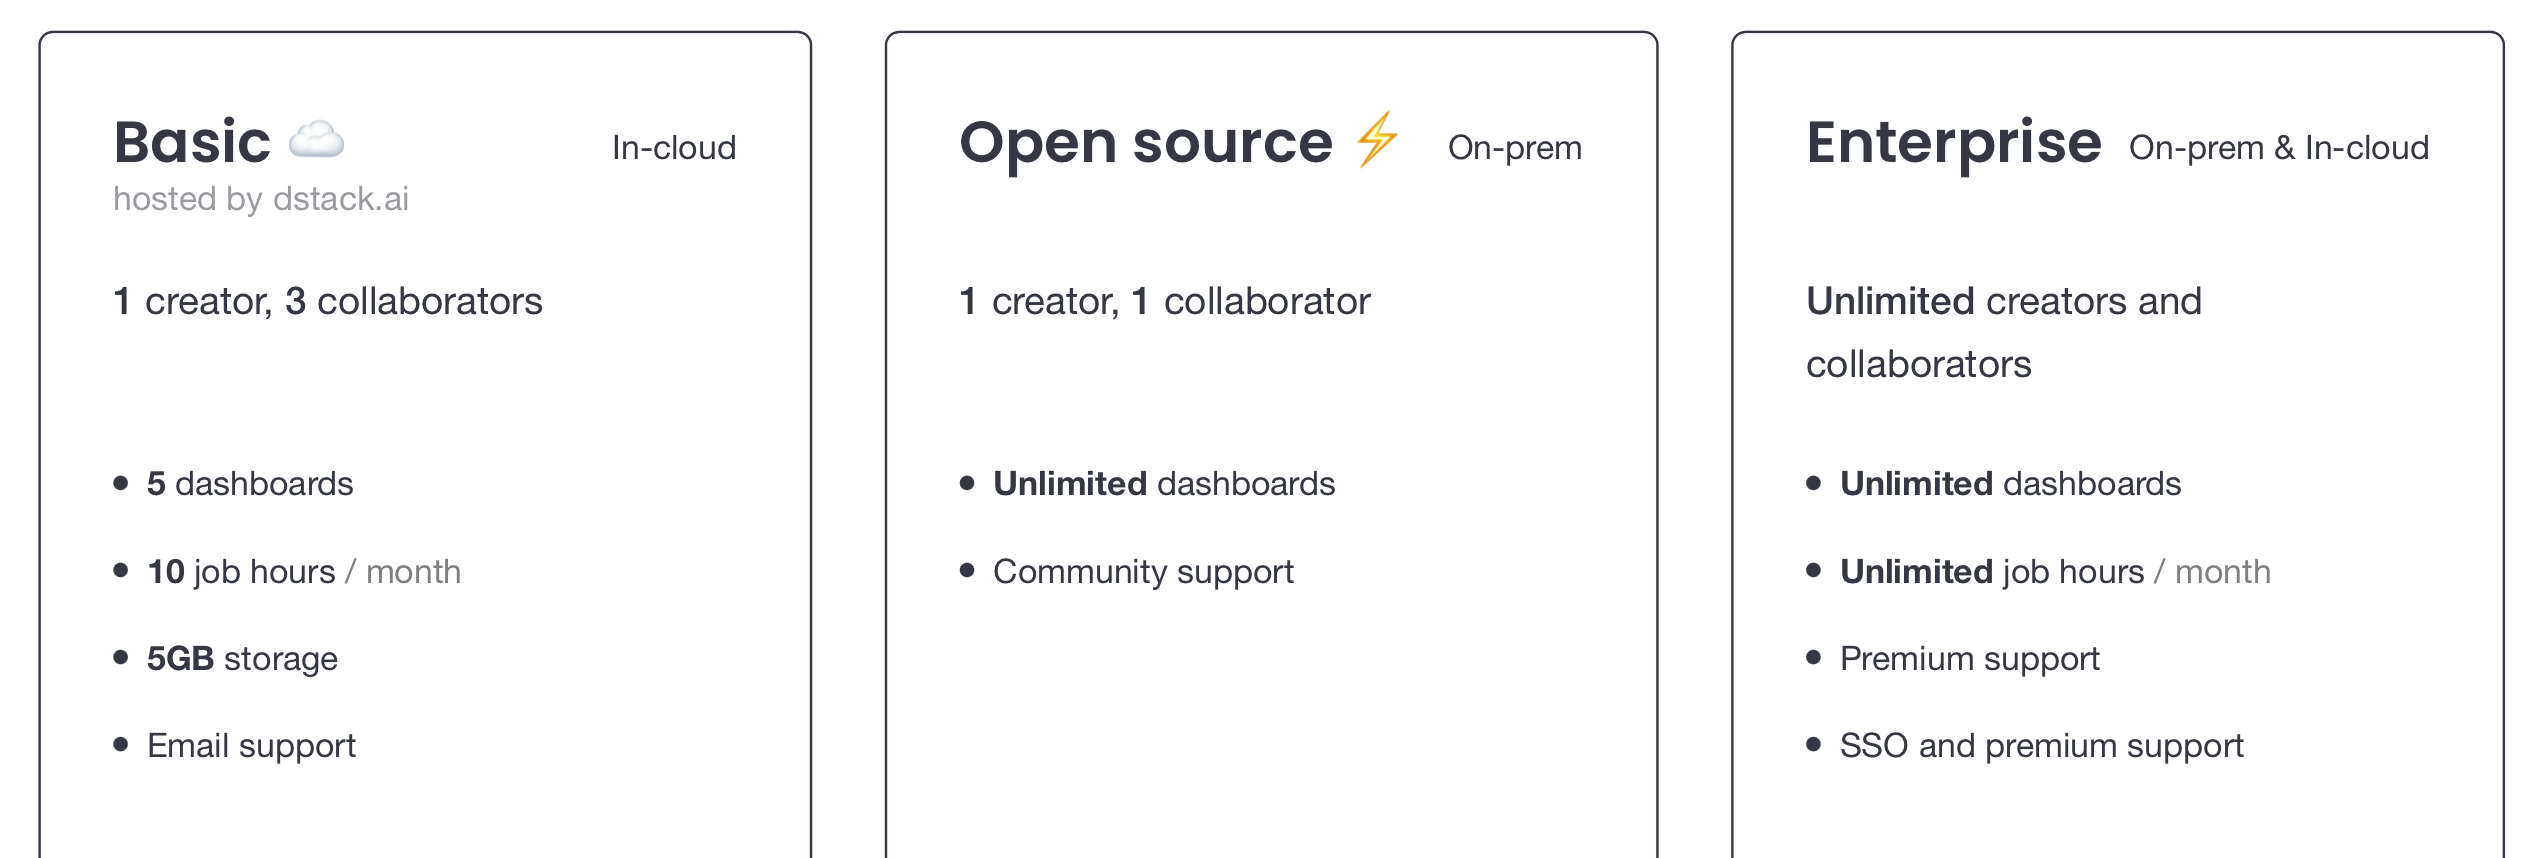 Basic ☁️ In-cloud
hosted by dstack.ai
1 creator, 3 collaborators
• 5 dashboards
• 10 job hours / month
• 5GB storage
• Email support
Open source ⚡ On-prem
1 creator, 1 collaborator
• Unlimited dashboards
• Community support
Enterprise On-prem & In-cloud
Unlimited creators and
collaborators
• Unlimited dashboards
• Unlimited job hours / month
• Premium support
• SSO and premium support